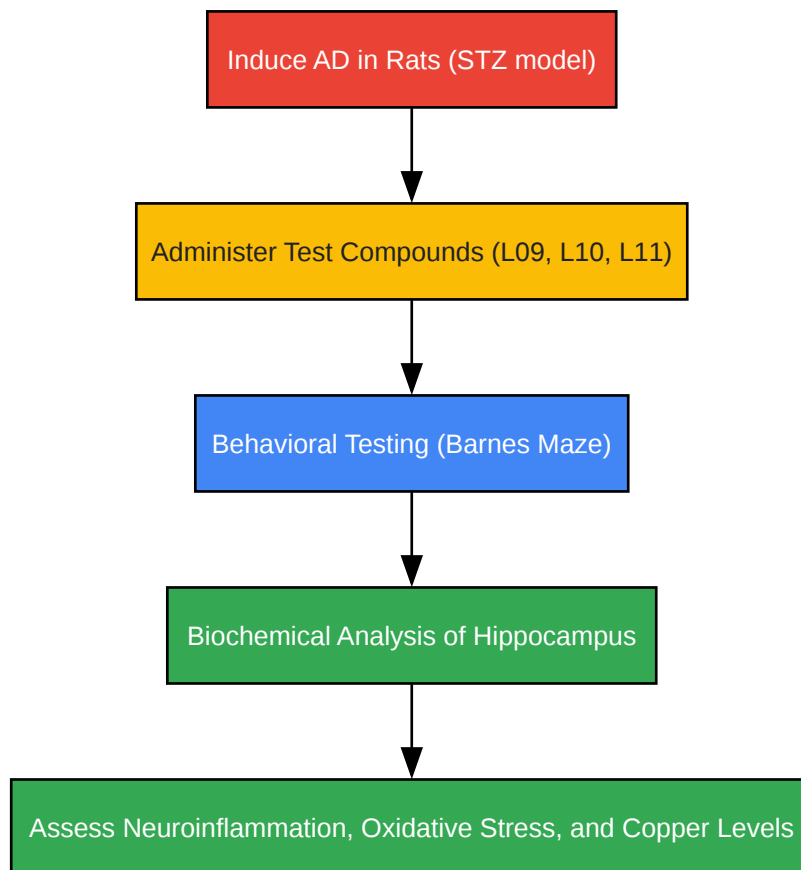 Induce AD in Rats (STZ model)
Administer Test Compounds (L09, L10, L11)
Behavioral Testing (Barnes Maze)
Biochemical Analysis of Hippocampus
Assess Neuroinflammation, Oxidative Stress, and Copper Levels